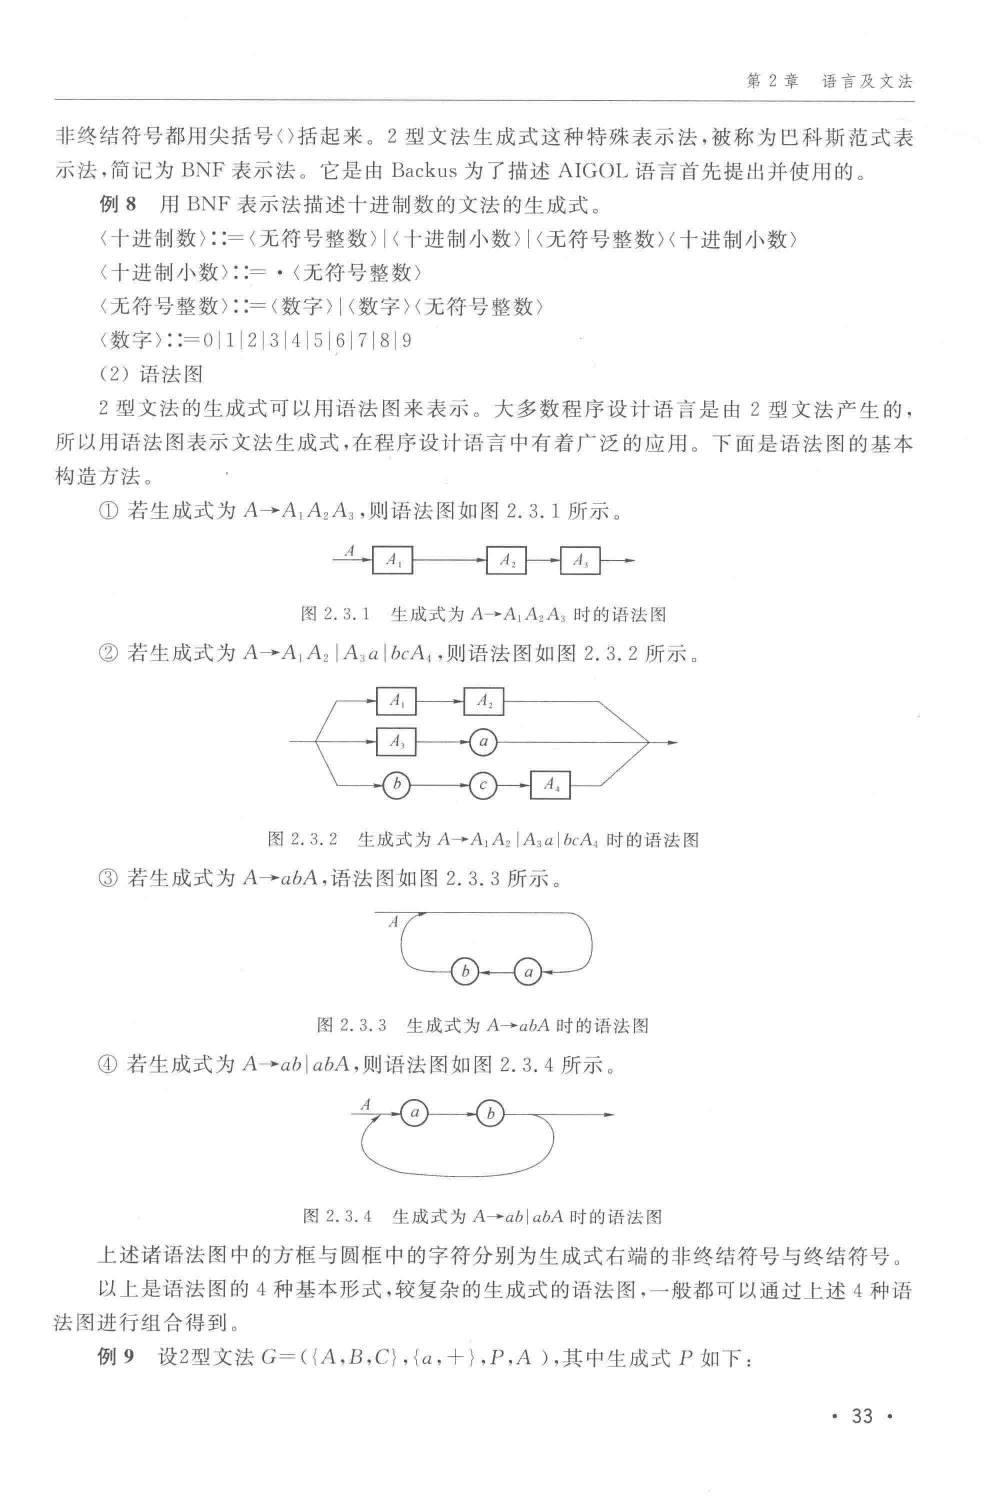 第 2 章　语言及文法
非终结符号都用尖括号〈〉括起来。2 型文法生成式这种特殊表示法,被称为巴科斯范式表
示法,简记为 BNF 表示法。它是由 Backus 为了描述 AIGOL 语言首先提出并使用的。
例 8　用 BNF 表示法描述十进制数的文法的生成式。
〈十进制数〉::=〈无符号整数〉|〈十进制小数〉|〈无符号整数〉〈十进制小数〉
〈十进制小数〉::= ·〈无符号整数〉
〈无符号整数〉::=〈数字〉|〈数字〉〈无符号整数〉
〈数字〉::=0|1|2|3|4|5|6|7|8|9
(2) 语法图
2 型文法的生成式可以用语法图来表示。大多数程序设计语言是由 2 型文法产生的,
所以用语法图表示文法生成式,在程序设计语言中有着广泛的应用。下面是语法图的基本
构造方法。
① 若生成式为 A→A₁A₂A₃,则语法图如图 2.3.1 所示。
A A₁ A₂ A₃
图 2.3.1　生成式为 A→A₁A₂A₃ 时的语法图
② 若生成式为 A→A₁A₂|A₃a|bcA₄,则语法图如图 2.3.2 所示。
A₁ A₂
A₃ a
b c A₄
图 2.3.2　生成式为 A→A₁A₂|A₃a|bcA₄ 时的语法图
③ 若生成式为 A→abA,语法图如图 2.3.3 所示。
A
b a
图 2.3.3　生成式为 A→abA 时的语法图
④ 若生成式为 A→ab|abA,则语法图如图 2.3.4 所示。
A a b
图 2.3.4　生成式为 A→ab|abA 时的语法图
上述诸语法图中的方框与圆框中的字符分别为生成式右端的非终结符号与终结符号。
以上是语法图的 4 种基本形式,较复杂的生成式的语法图,一般都可以通过上述 4 种语
法图进行组合得到。
例 9　设2型文法 G=({A,B,C},{a,+},P,A ),其中生成式 P 如下:
· 33 ·